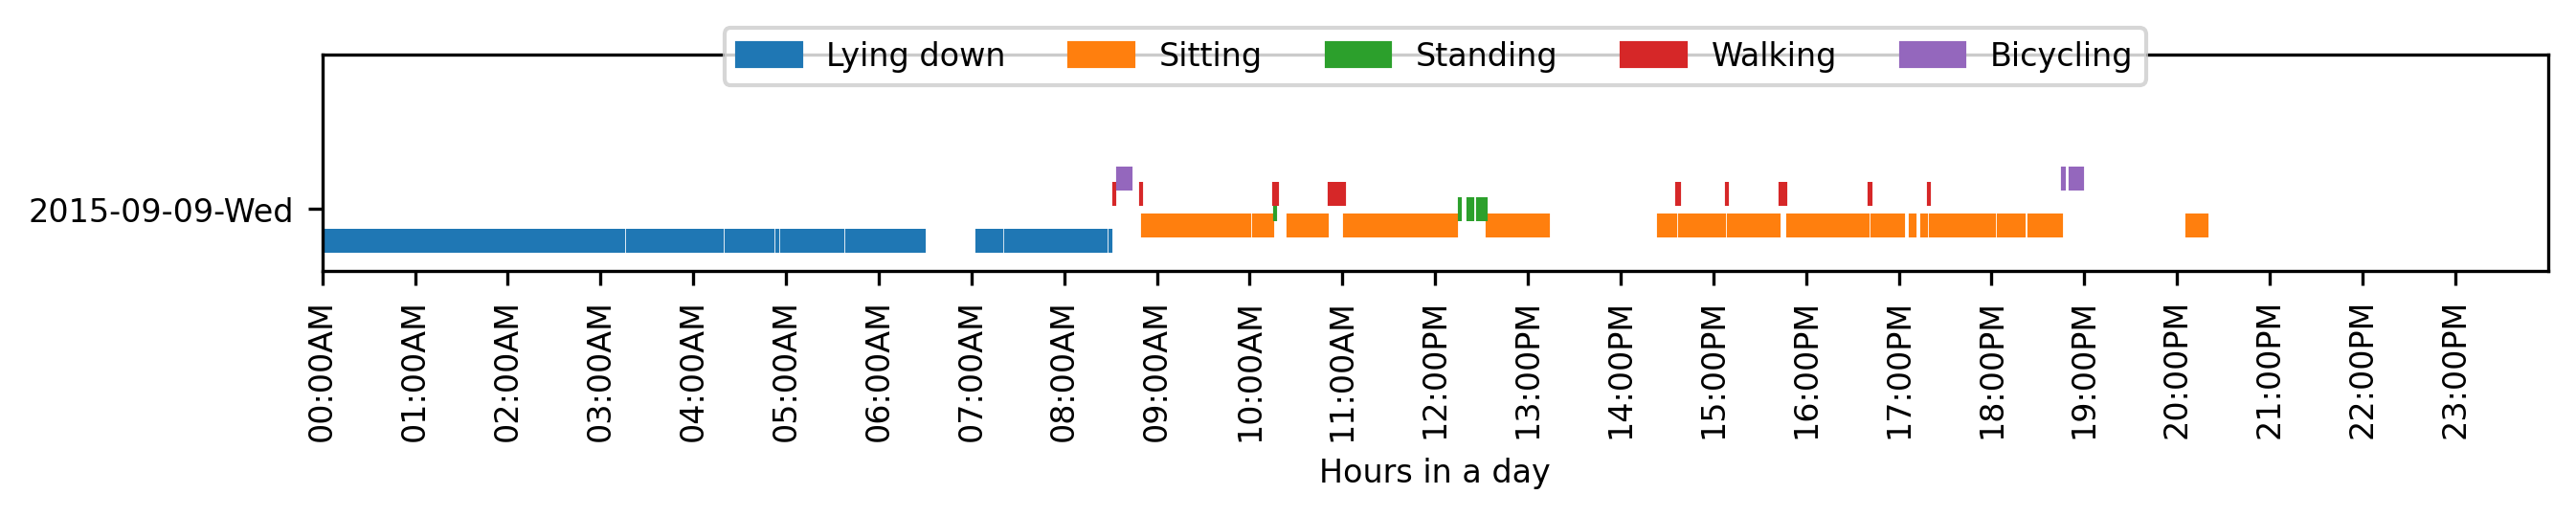 Lying down Sitting Standing Walking Bicycling
2015-09-09-Wed
00:00AM 01:00AM 02:00AM 03:00AM 04:00AM 05:00AM 06:00AM 07:00AM 08:00AM 09:00AM 10:00AM 11:00AM 12:00PM 13:00PM 14:00PM 15:00PM 16:00PM 17:00PM 18:00PM 19:00PM 20:00PM 21:00PM 22:00PM 23:00PM
Hours in a day